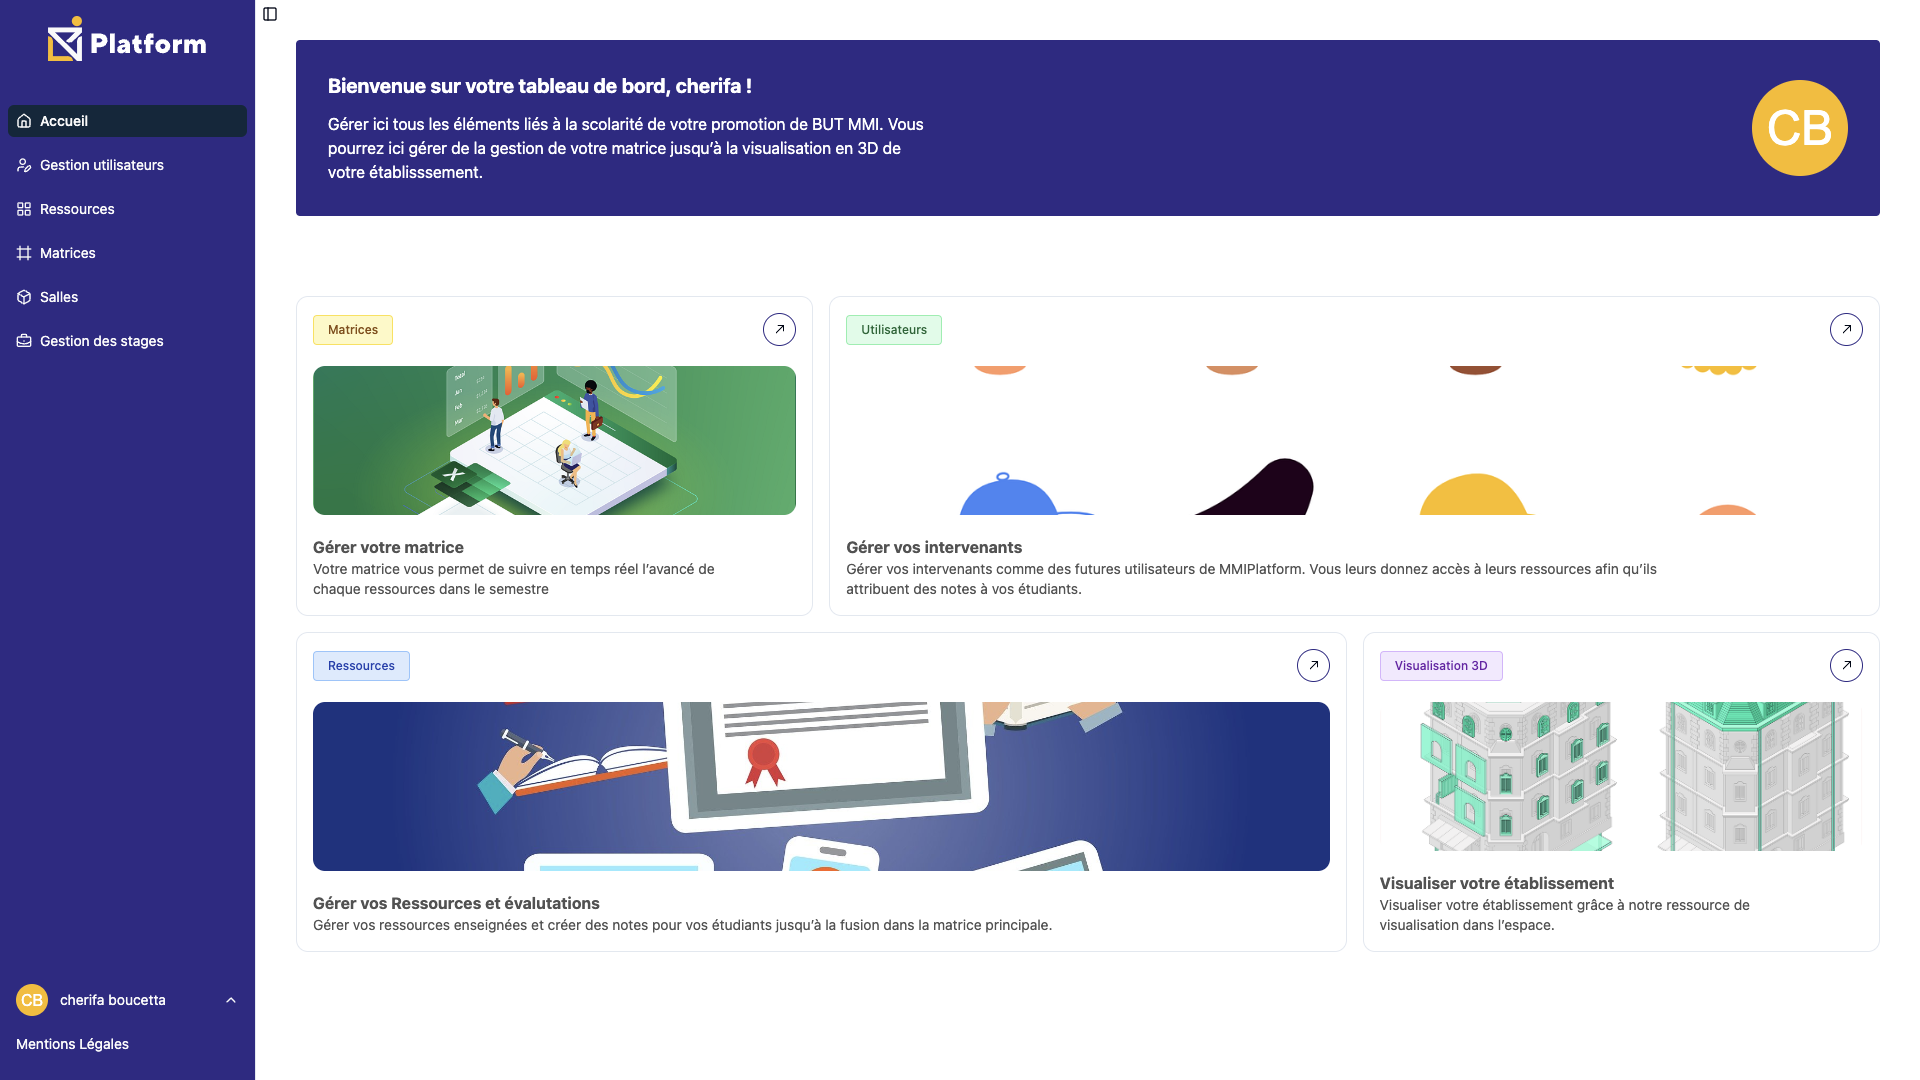 Platform
Accueil
Gestion utilisateurs
Ressources
Matrices
Salles
Gestion des stages
cherifa boucetta
CB
Mentions Légales
Bienvenue sur votre tableau de bord, cherifa !
Gérer ici tous les éléments liés à la scolarité de votre promotion de BUT MMI. Vous
pourrez ici gérer de la gestion de votre matrice jusqu’à la visualisation en 3D de
votre établisssement.
CB
Matrices
Gérer votre matrice
Votre matrice vous permet de suivre en temps réel l’avancé de
chaque ressources dans le semestre
Utilisateurs
Gérer vos intervenants
Gérer vos intervenants comme des futures utilisateurs de MMIPlatform. Vous leurs donnez accès à leurs ressources afin qu’ils
attribuent des notes à vos étudiants.
Ressources
Gérer vos Ressources et évalutations
Gérer vos ressources enseignées et créer des notes pour vos étudiants jusqu’à la fusion dans la matrice principale.
Visualisation 3D
Visualiser votre établissement
Visualiser votre établissement grâce à notre ressource de
visualisation dans l’espace.